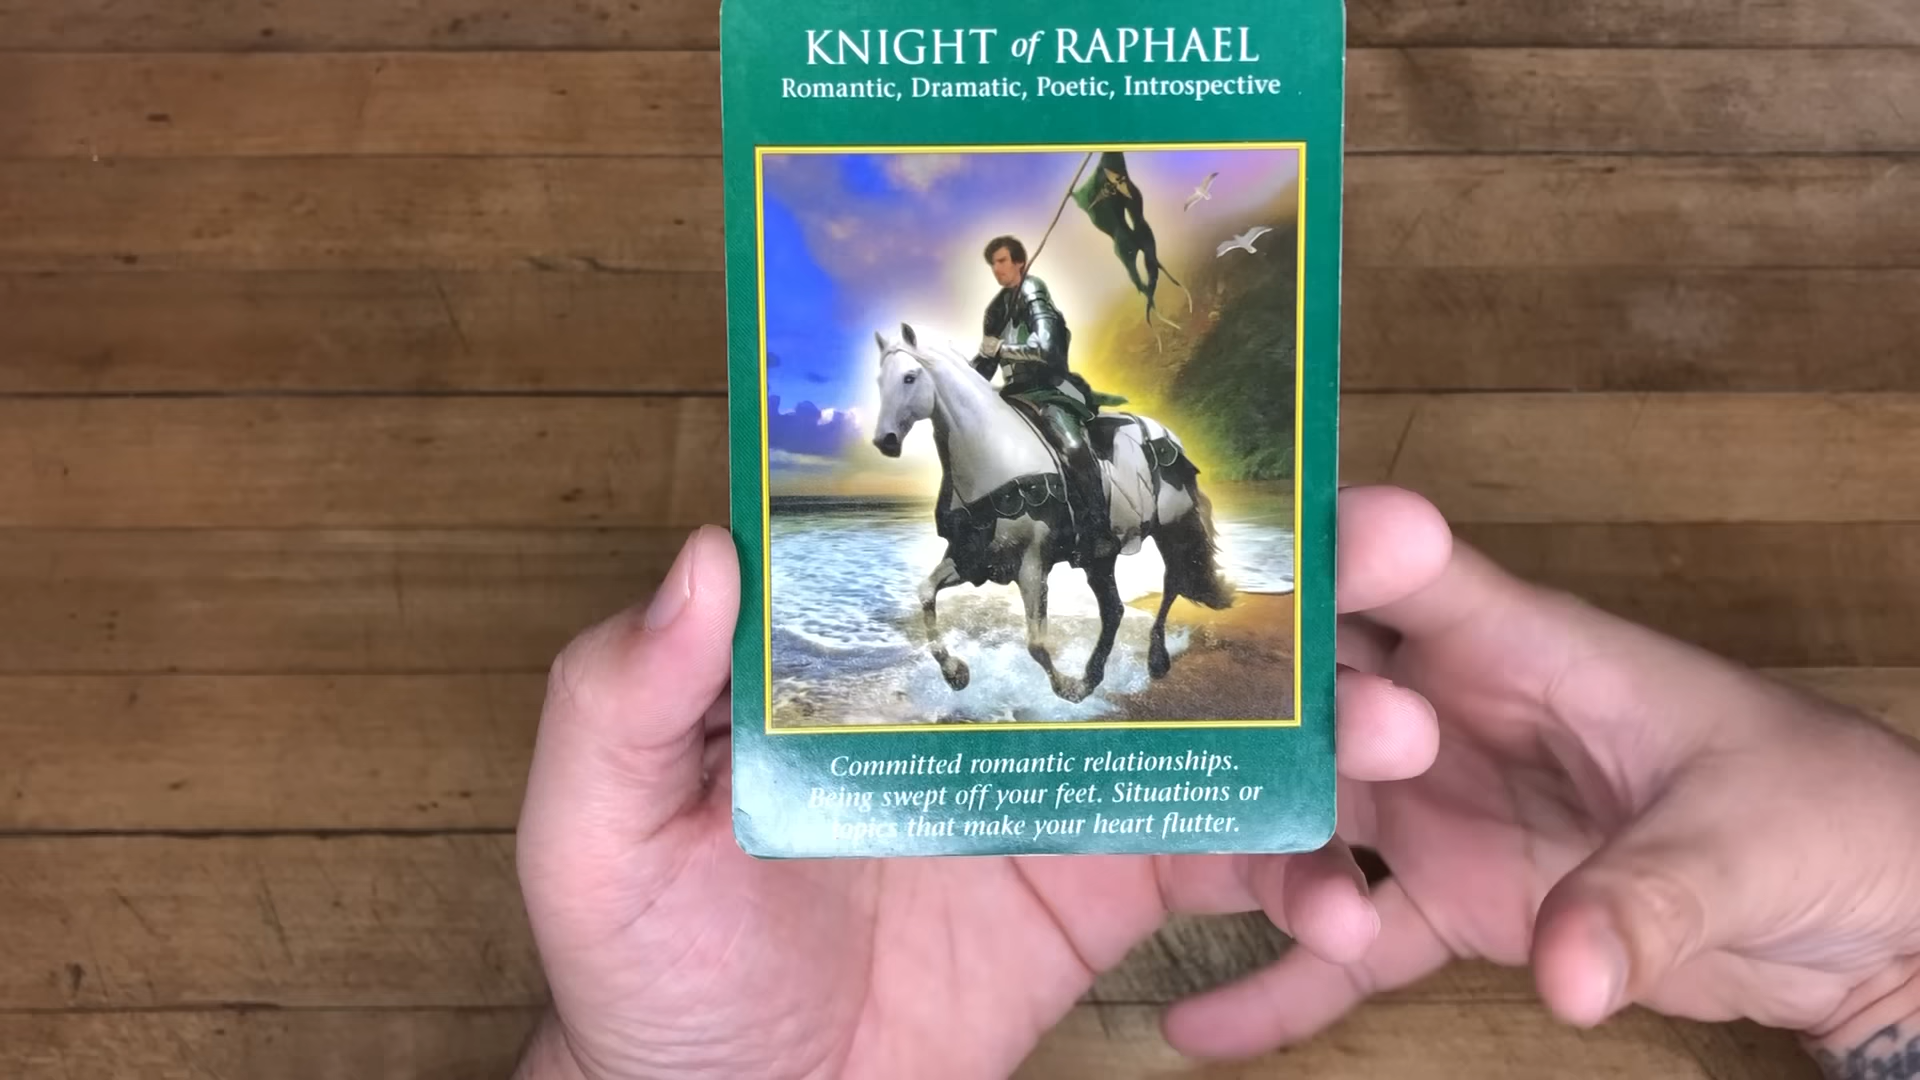 KNIGHT of RAPHAEL
Romantic, Dramatic, Poetic, Introspective
Committed romantic relationships.
Being swept off your feet. Situations or
topics that make your heart flutter.